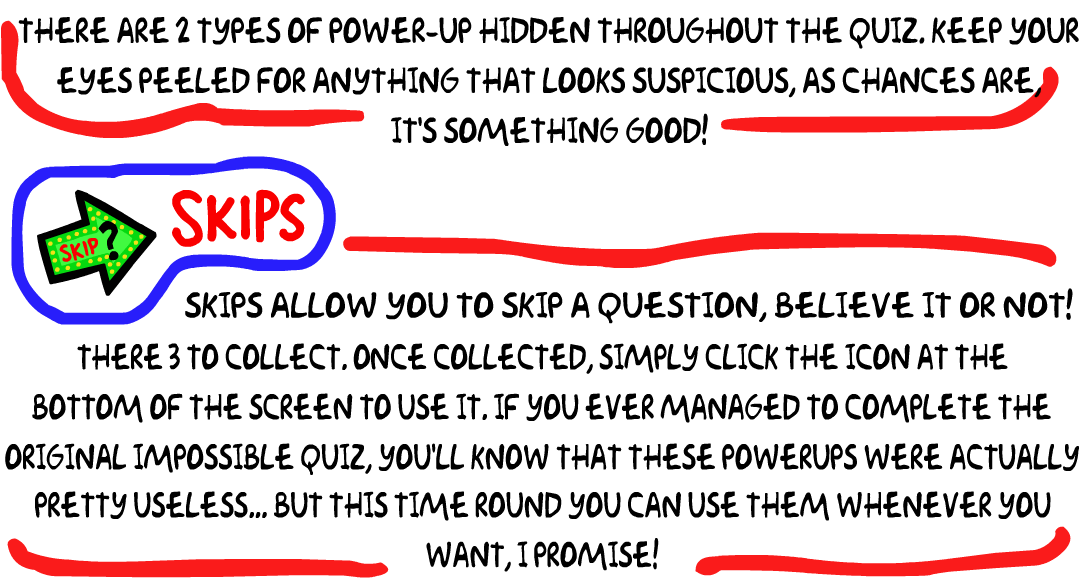 THERE ARE 2 TYPES OF POWER-UP HIDDEN THROUGHOUT THE QUIZ. KEEP YOUR
EYES PEELED FOR ANYTHING THAT LOOKS SUSPICIOUS, AS CHANCES ARE,
IT'S SOMETHING GOOD!
SKIP?
SKIPS
SKIPS ALLOW YOU TO SKIP A QUESTION, BELIEVE IT OR NOT!
THERE 3 TO COLLECT. ONCE COLLECTED, SIMPLY CLICK THE ICON AT THE
BOTTOM OF THE SCREEN TO USE IT. IF YOU EVER MANAGED TO COMPLETE THE
ORIGINAL IMPOSSIBLE QUIZ, YOU'LL KNOW THAT THESE POWERUPS WERE ACTUALLY
PRETTY USELESS... BUT THIS TIME ROUND YOU CAN USE THEM WHENEVER YOU
WANT, I PROMISE!